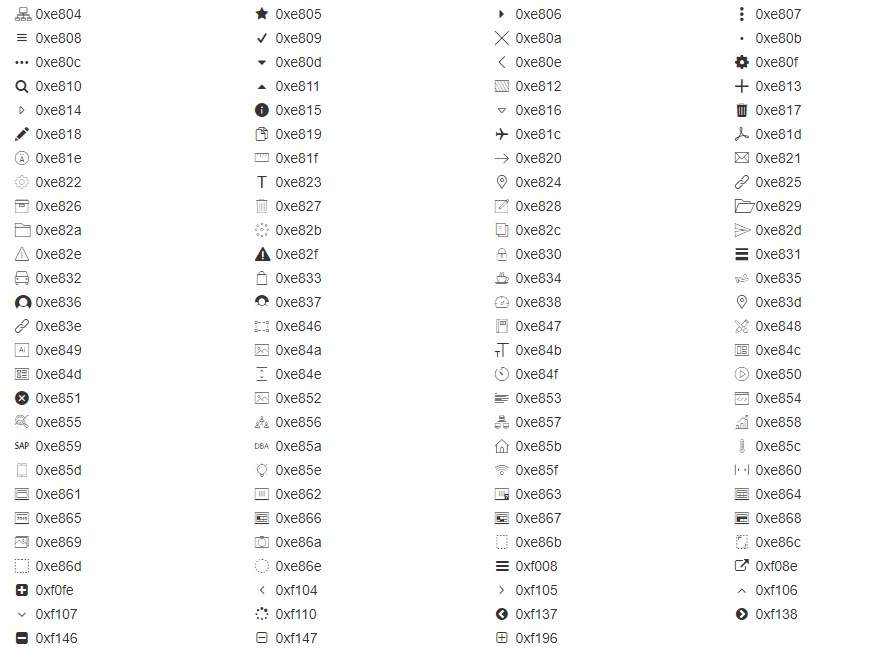 0xe804 0xe805 0xe806 0xe807
0xe808 0xe809 0xe80a 0xe80b
0xe80c 0xe80d 0xe80e 0xe80f
0xe810 0xe811 0xe812 0xe813
0xe814 0xe815 0xe816 0xe817
0xe818 0xe819 0xe81c 0xe81d
0xe81e 0xe81f 0xe820 0xe821
0xe822 T 0xe823 0xe824 0xe825
0xe826 0xe827 0xe828 0xe829
0xe82a 0xe82b 0xe82c 0xe82d
0xe82e 0xe82f 0xe830 0xe831
0xe832 0xe833 0xe834 0xe835
0xe836 0xe837 0xe838 0xe83d
0xe83e 0xe846 0xe847 0xe848
Ai 0xe849 0xe84a TT 0xe84b 0xe84c
0xe84d 0xe84e 0xe84f 0xe850
0xe851 0xe852 0xe853 0xe854
0xe855 0xe856 0xe857 0xe858
SAP 0xe859 DBA 0xe85a 0xe85b 0xe85c
0xe85d 0xe85e 0xe85f 0xe860
0xe861 0xe862 0xe863 0xe864
0xe865 0xe866 0xe867 0xe868
0xe869 0xe86a 0xe86b 0xe86c
0xe86d 0xe86e 0xf008 0xf08e
0xf0fe 0xf104 0xf105 0xf106
0xf107 0xf110 0xf137 0xf138
0xf146 0xf147 0xf196